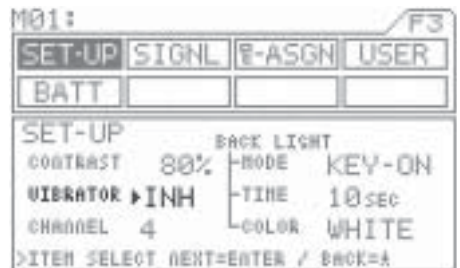 M01: F3
SET-UP SIGNL E-ASGN USER
BATT
SET-UP BACK LIGHT
CONTRAST 80% MODE KEY-ON
VIBRATOR ▸INH TIME 10SEC
CHANNEL 4 COLOR WHITE
>ITEM SELECT NEXT=ENTER / BACK=A